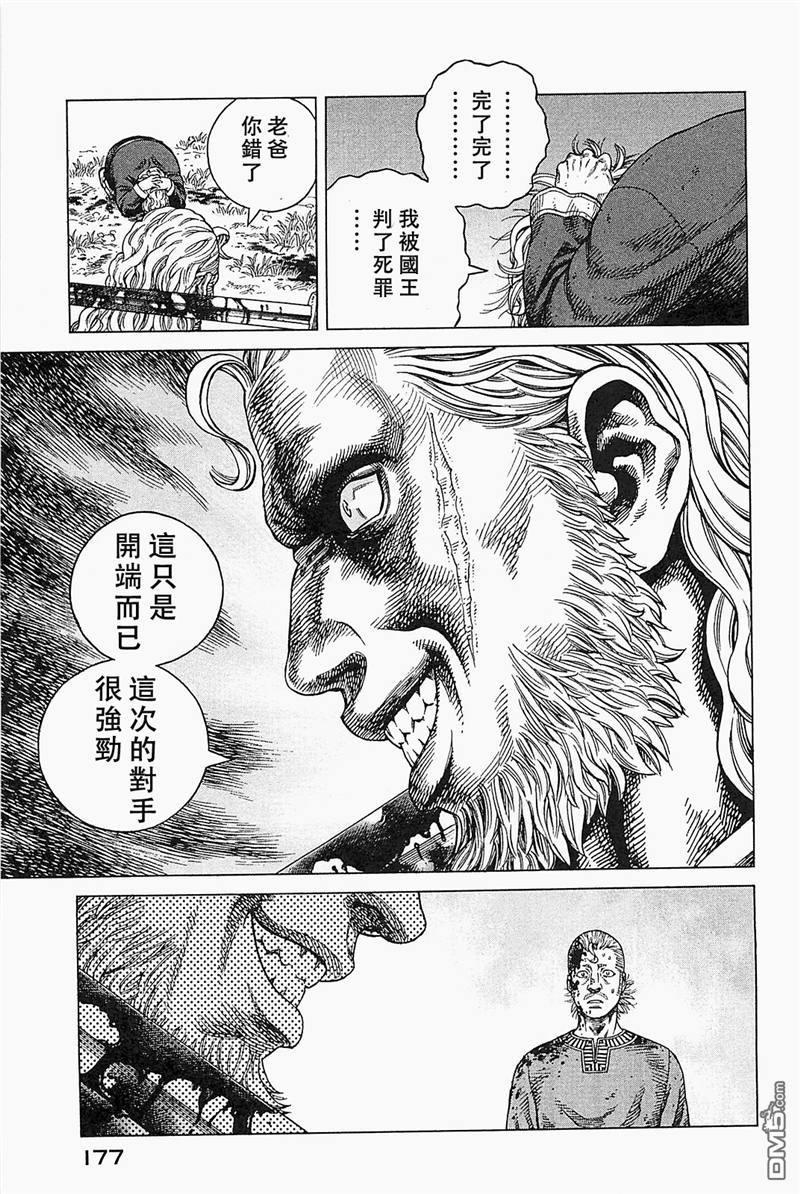 ……
完了完了
……
我被國王
判了死罪
……
老爸
你錯了
這只是
開端而已
這次的對手
很強勁
177
DM5.com